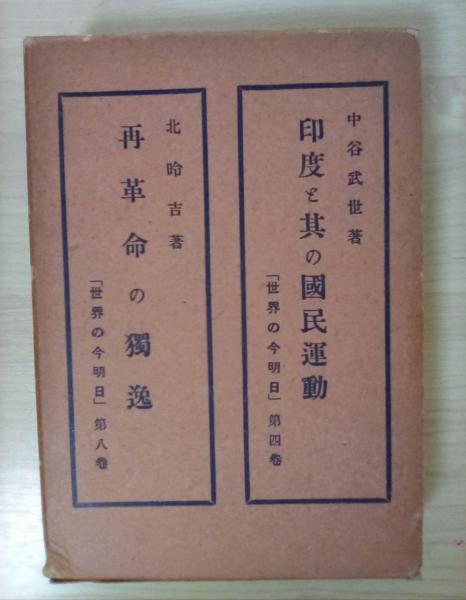 中谷武世著
印度と其の國民運動
「世界の今明日」第四卷
北昤吉著
再革命の獨逸
「世界の今明日」第八卷